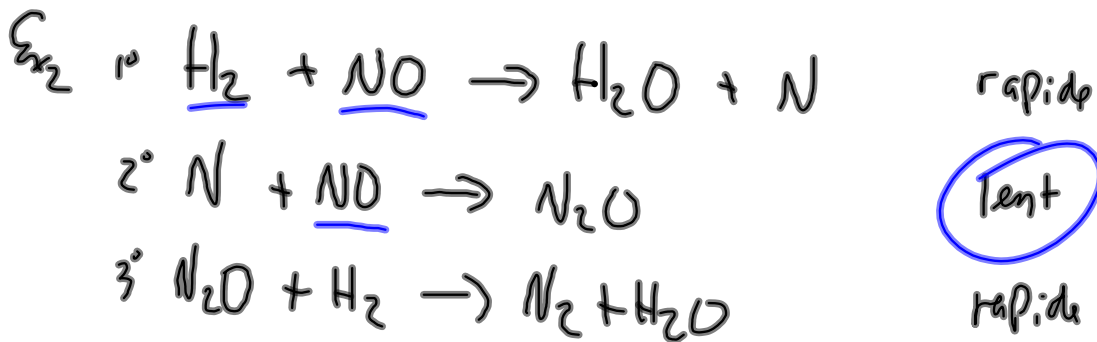 Ex2 1° H₂ + NO → H₂O + N rapide
2° N + NO → N₂O lent
3° N₂O + H₂ → N₂ + H₂O rapide